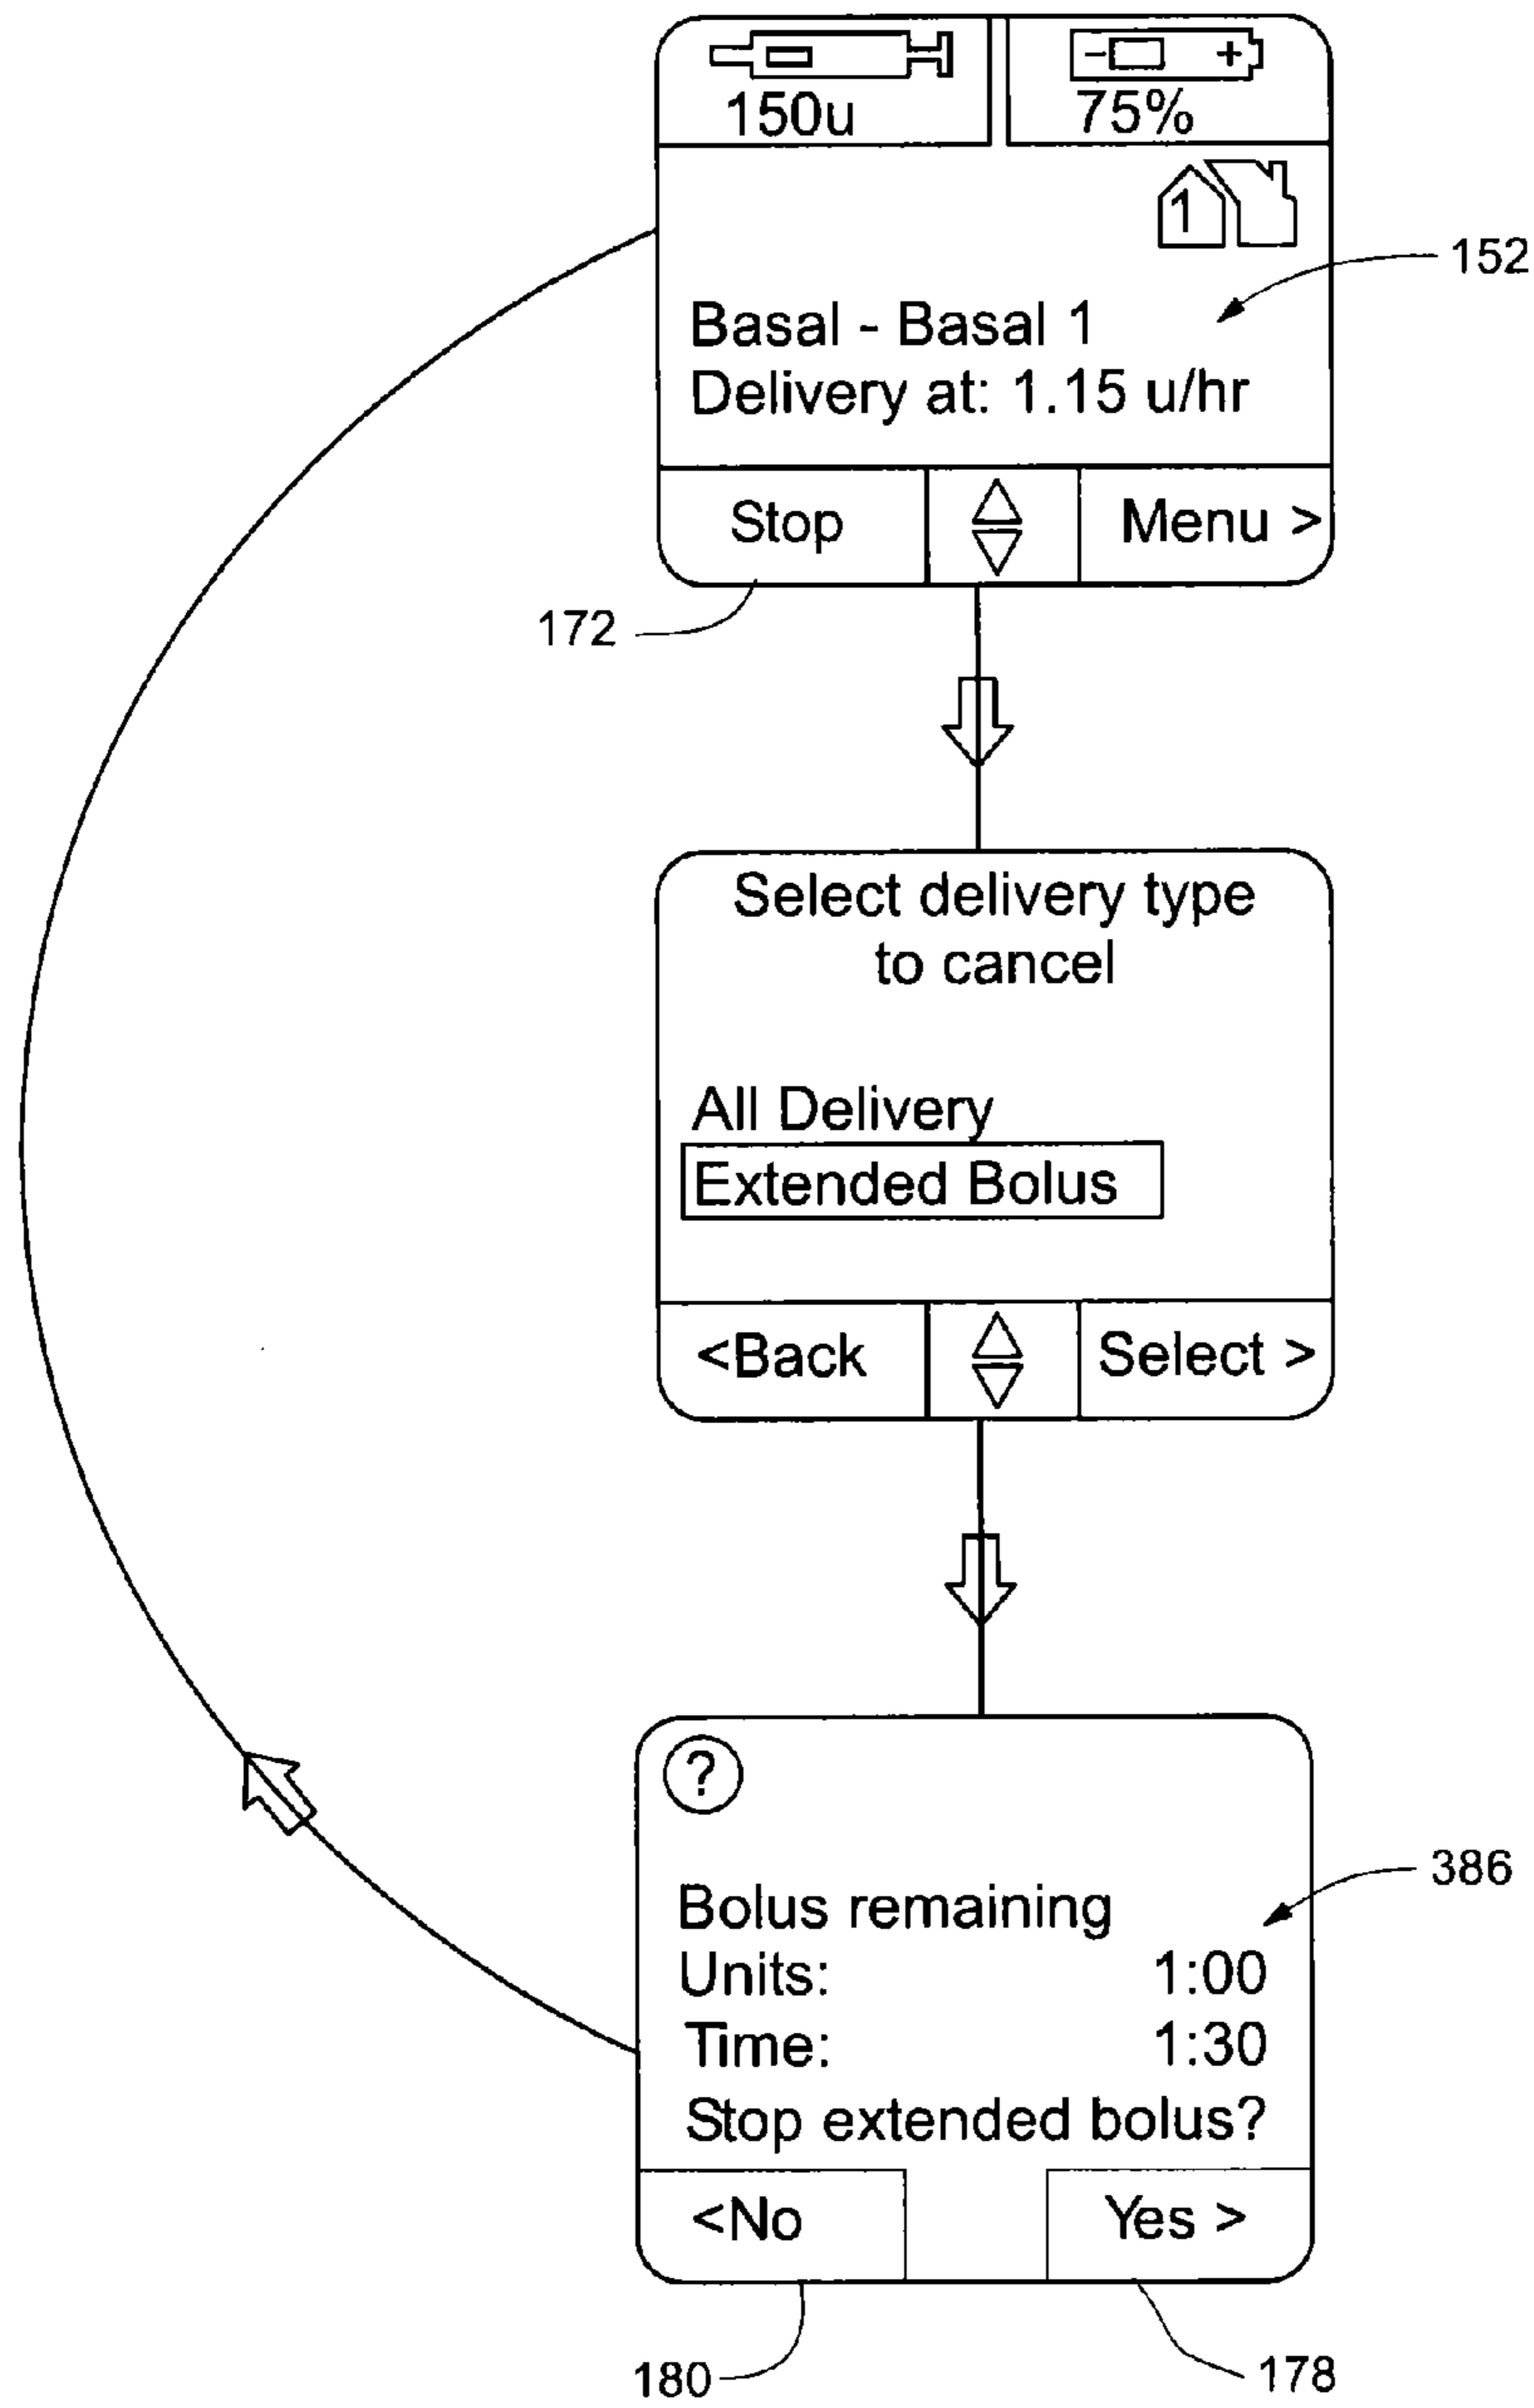 150u
75%
1
152
Basal - Basal 1
Delivery at: 1.15 u/hr
Stop
Menu >
172
Select delivery type
to cancel
All Delivery
Extended Bolus
<Back
Select >
?
386
Bolus remaining
Units: 1:00
Time: 1:30
Stop extended bolus?
<No
Yes >
180
178